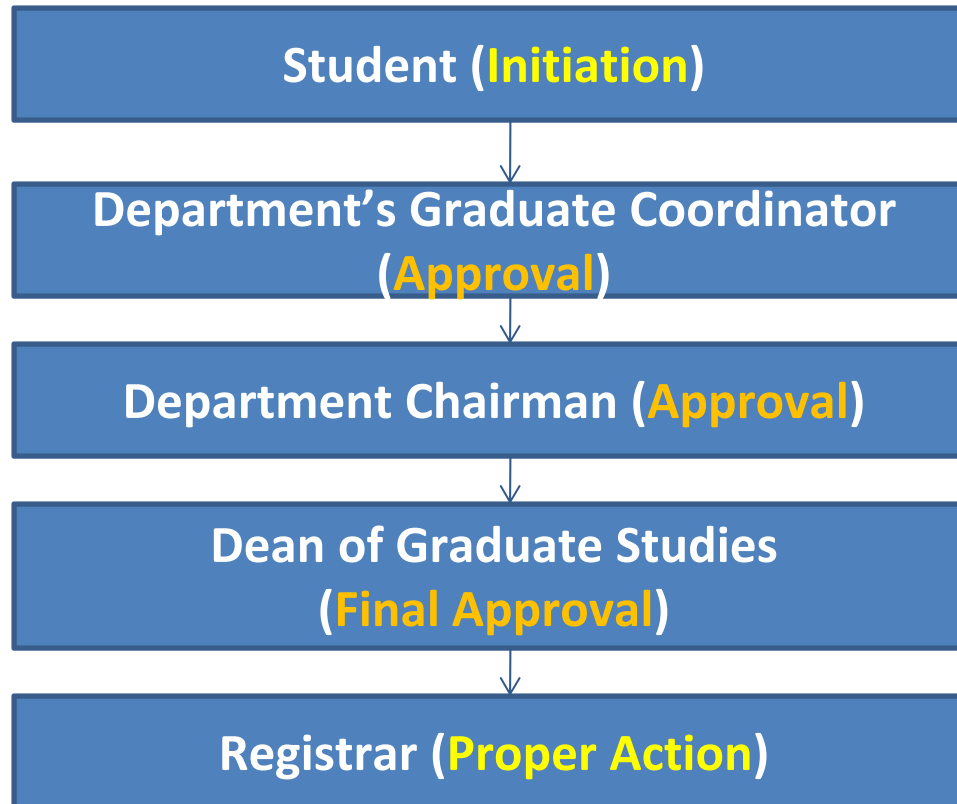 Student (Initiation)
Department’s Graduate Coordinator
(Approval)
Department Chairman (Approval)
Dean of Graduate Studies
(Final Approval)
Registrar (Proper Action)